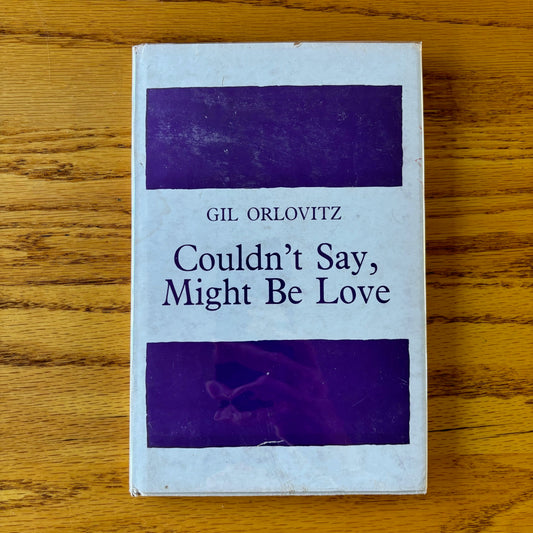 GIL ORLOVITZ
Couldn’t Say,
Might Be Love